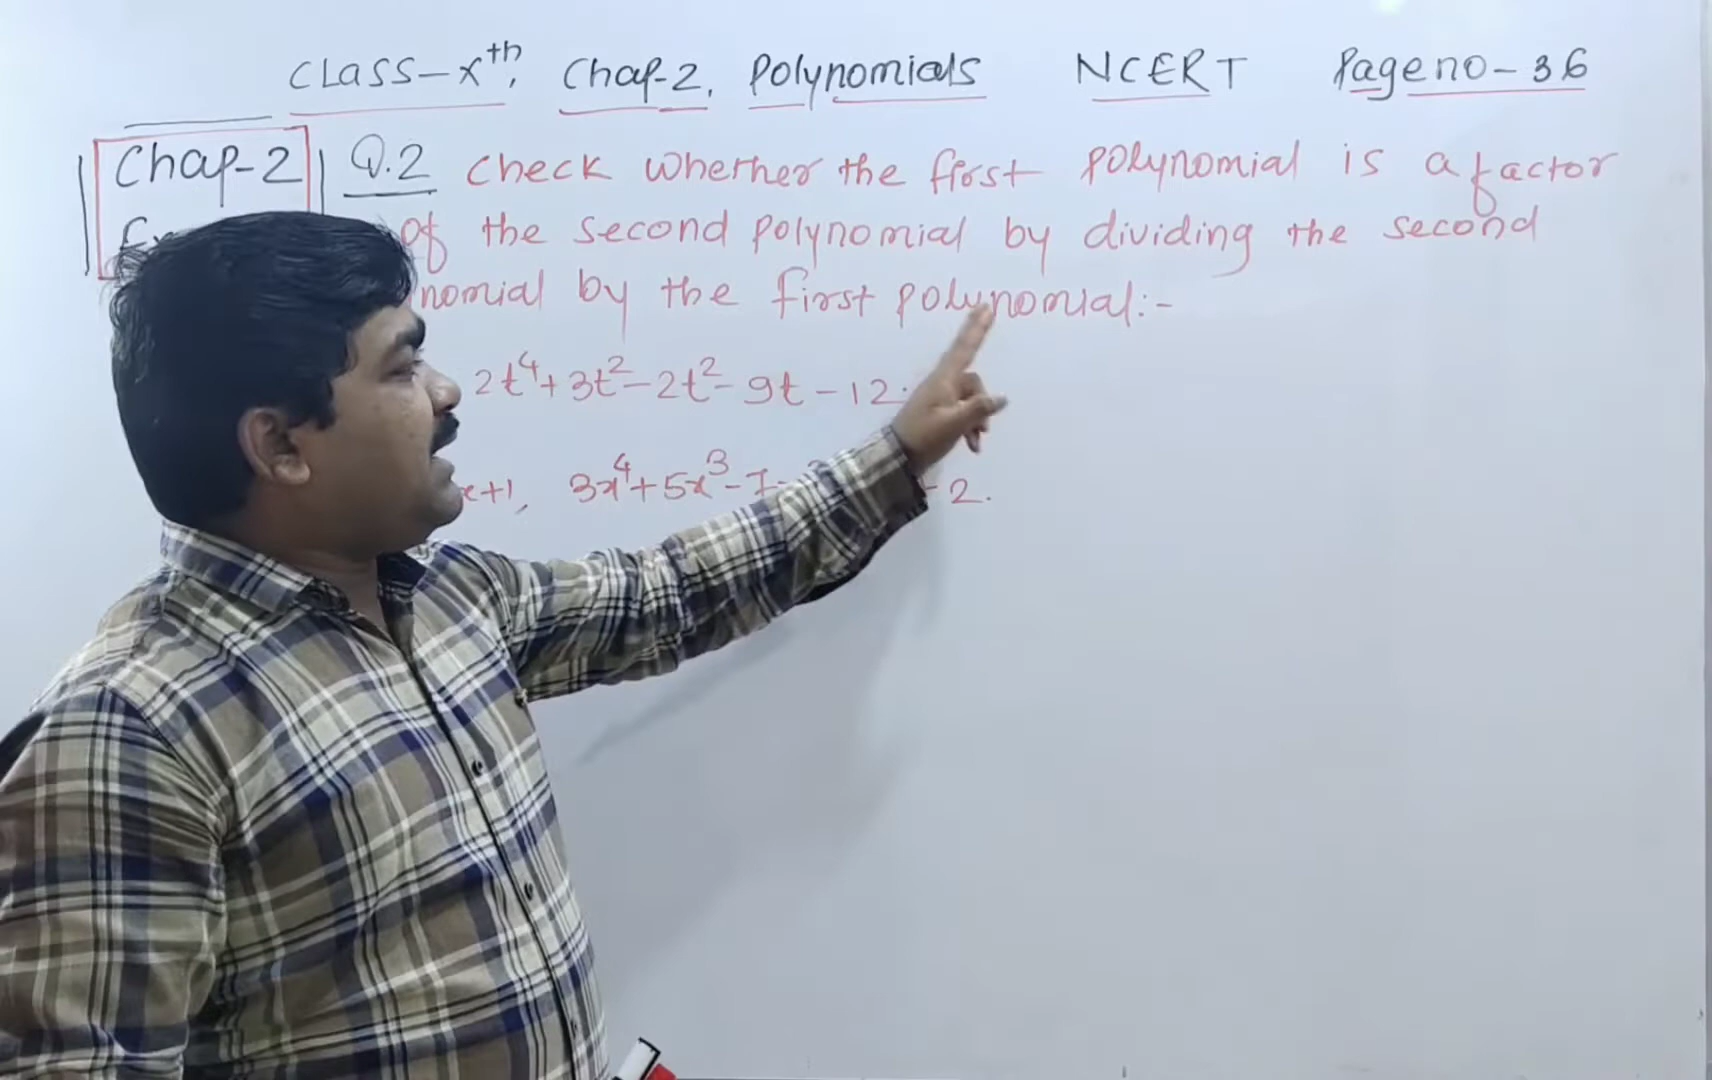 CLASS-Xth, Chap-2, Polynomials NCERT Page no-36
Chap-2
Q.2 Check whether the first polynomial is a factor
of the second polynomial by dividing the second
nomial by the first polynomial:-
2t⁴+3t²-2t²-9t-12.
x+1, 3x⁴+5x³-7 -2.